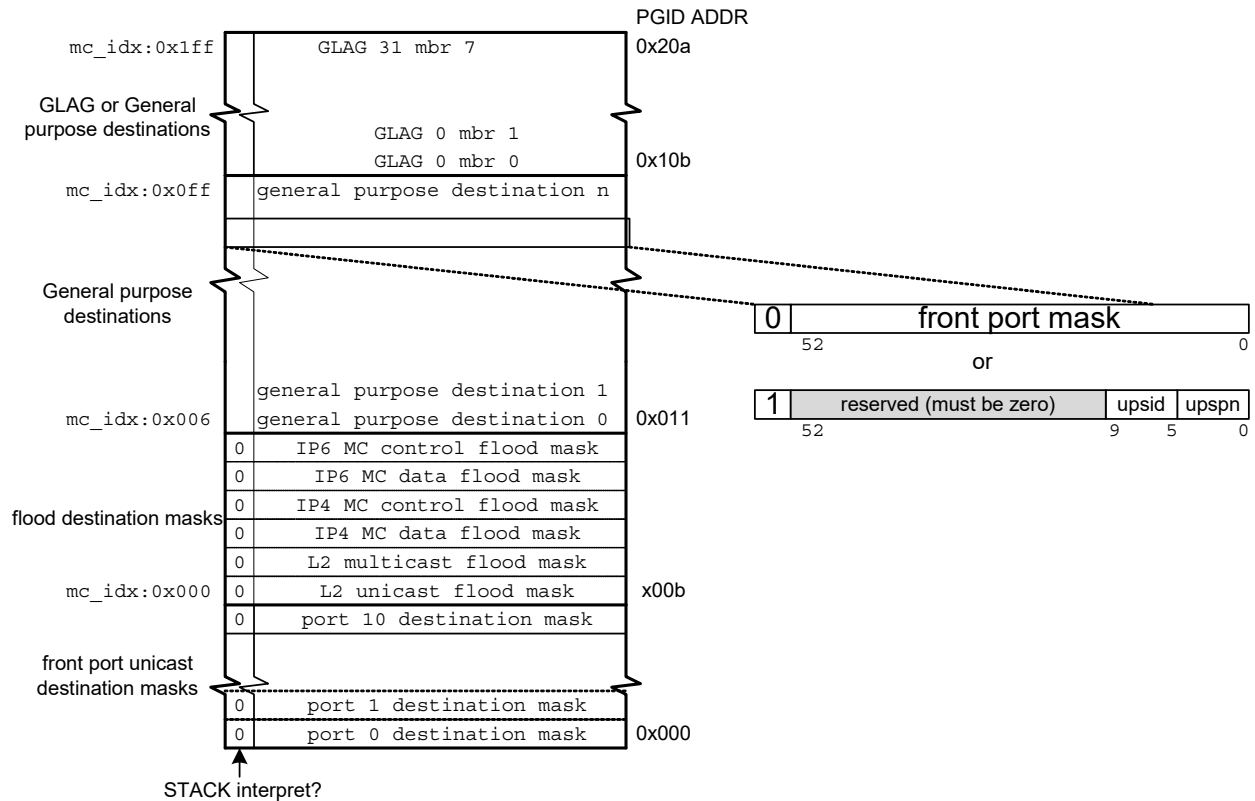 PGID ADDR
mc_idx:0x1ff GLAG 31 mbr 7 0x20a
GLAG or General
purpose destinations
GLAG 0 mbr 1
GLAG 0 mbr 0 0x10b
mc_idx:0x0ff general purpose destination n
General purpose
destinations
0 front port mask
52 0
or
1 reserved (must be zero) upsid upspn
52 9 5 0
general purpose destination 1
mc_idx:0x006 general purpose destination 0 0x011
0 IP6 MC control flood mask
0 IP6 MC data flood mask
0 IP4 MC control flood mask
flood destination masks
0 IP4 MC data flood mask
0 L2 multicast flood mask
mc_idx:0x000 0 L2 unicast flood mask x00b
0 port 10 destination mask
front port unicast
destination masks
0 port 1 destination mask
0 port 0 destination mask 0x000
STACK interpret?